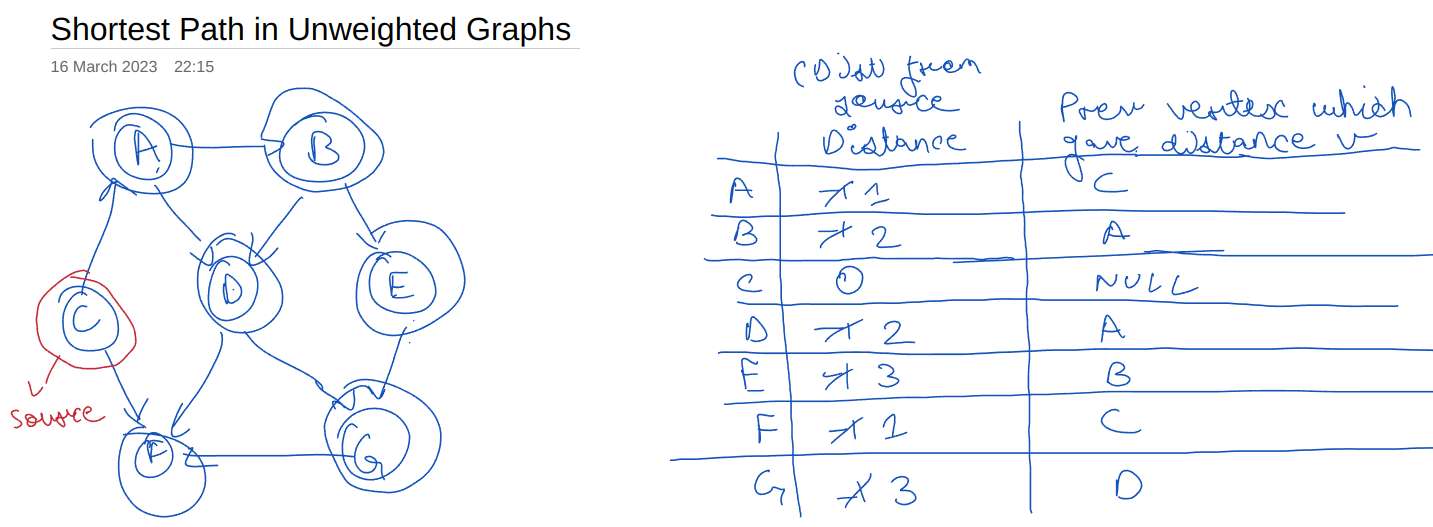 Shortest Path in Unweighted Graphs
16 March 2023 22:15
A
B
C
D
E
F
G
Source
(Dist) from
source
Distance
Prev vertex which
gave distance v
A 1 C
B 2 A
C 0 NULL
D 2 A
E 3 B
F 1 C
G 3 D